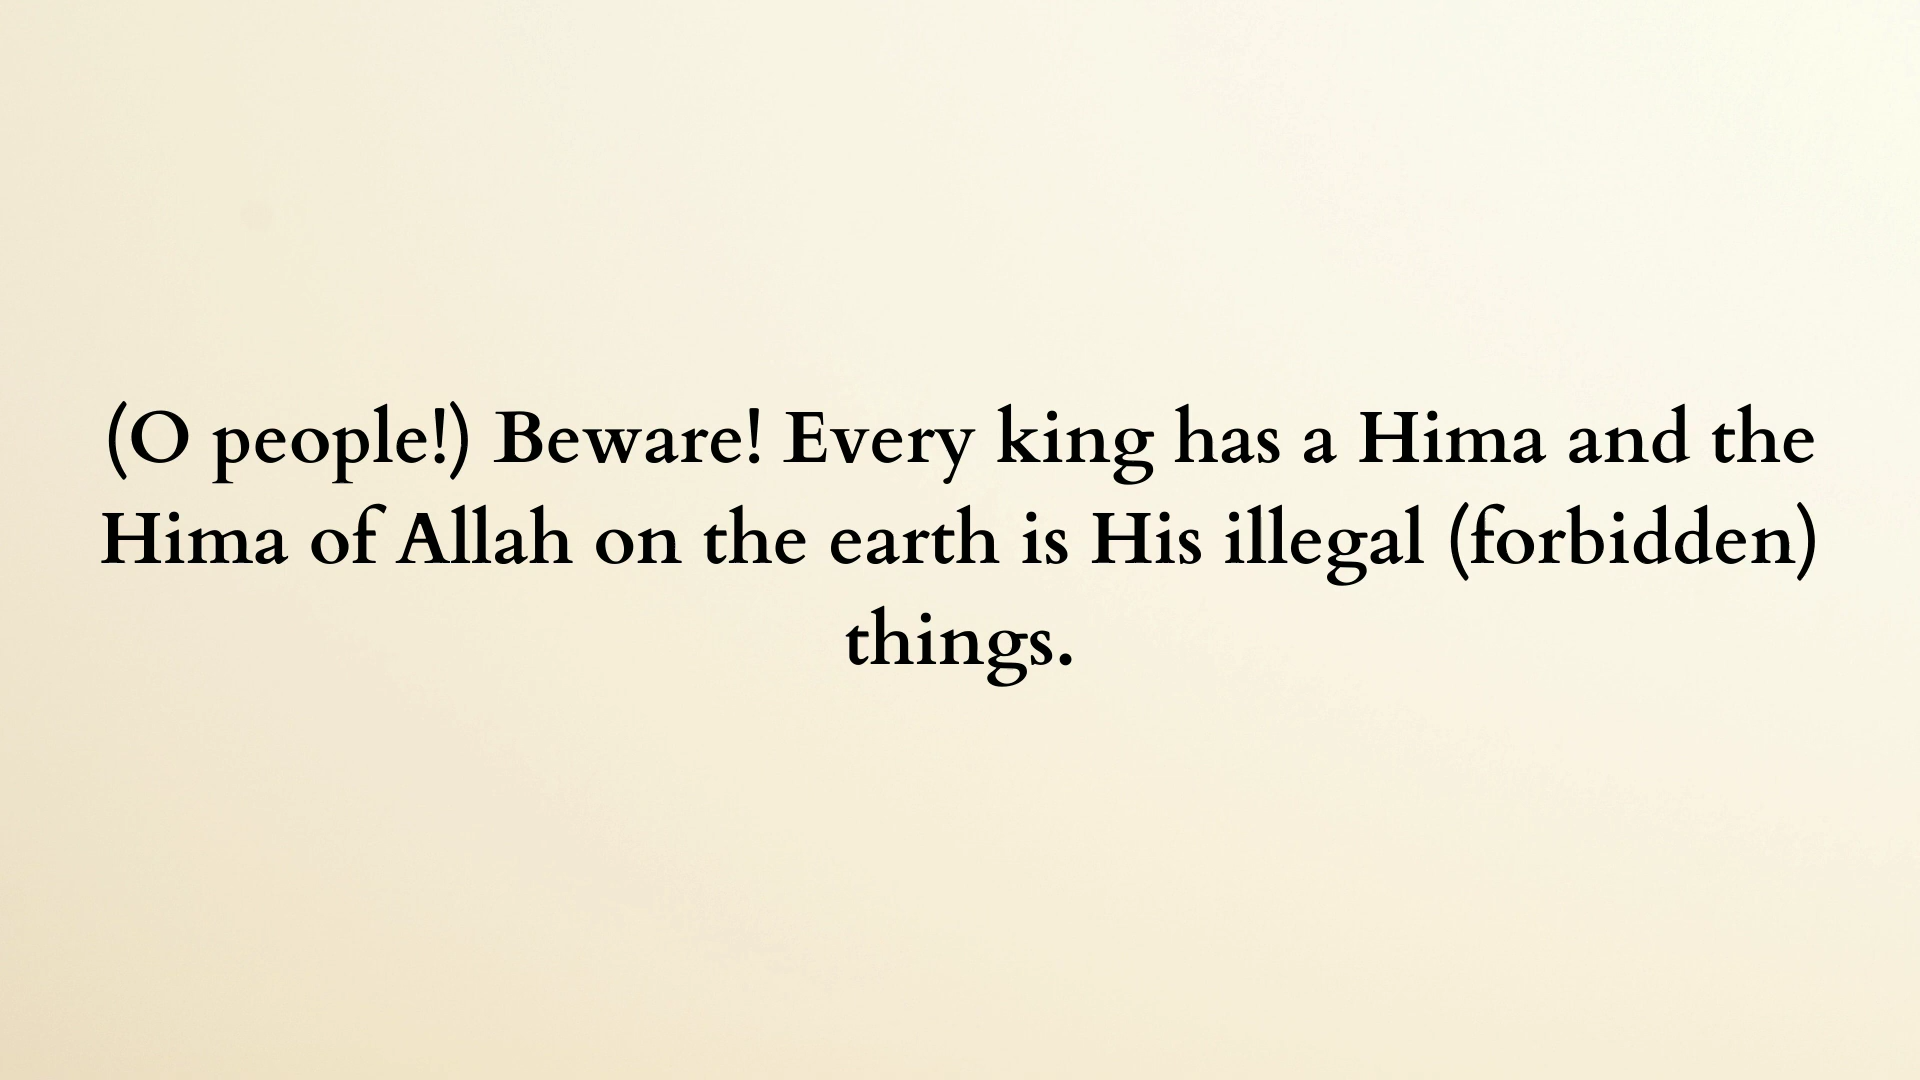 (O people!) Beware! Every king has a Hima and the
Hima of Allah on the earth is His illegal (forbidden)
things.